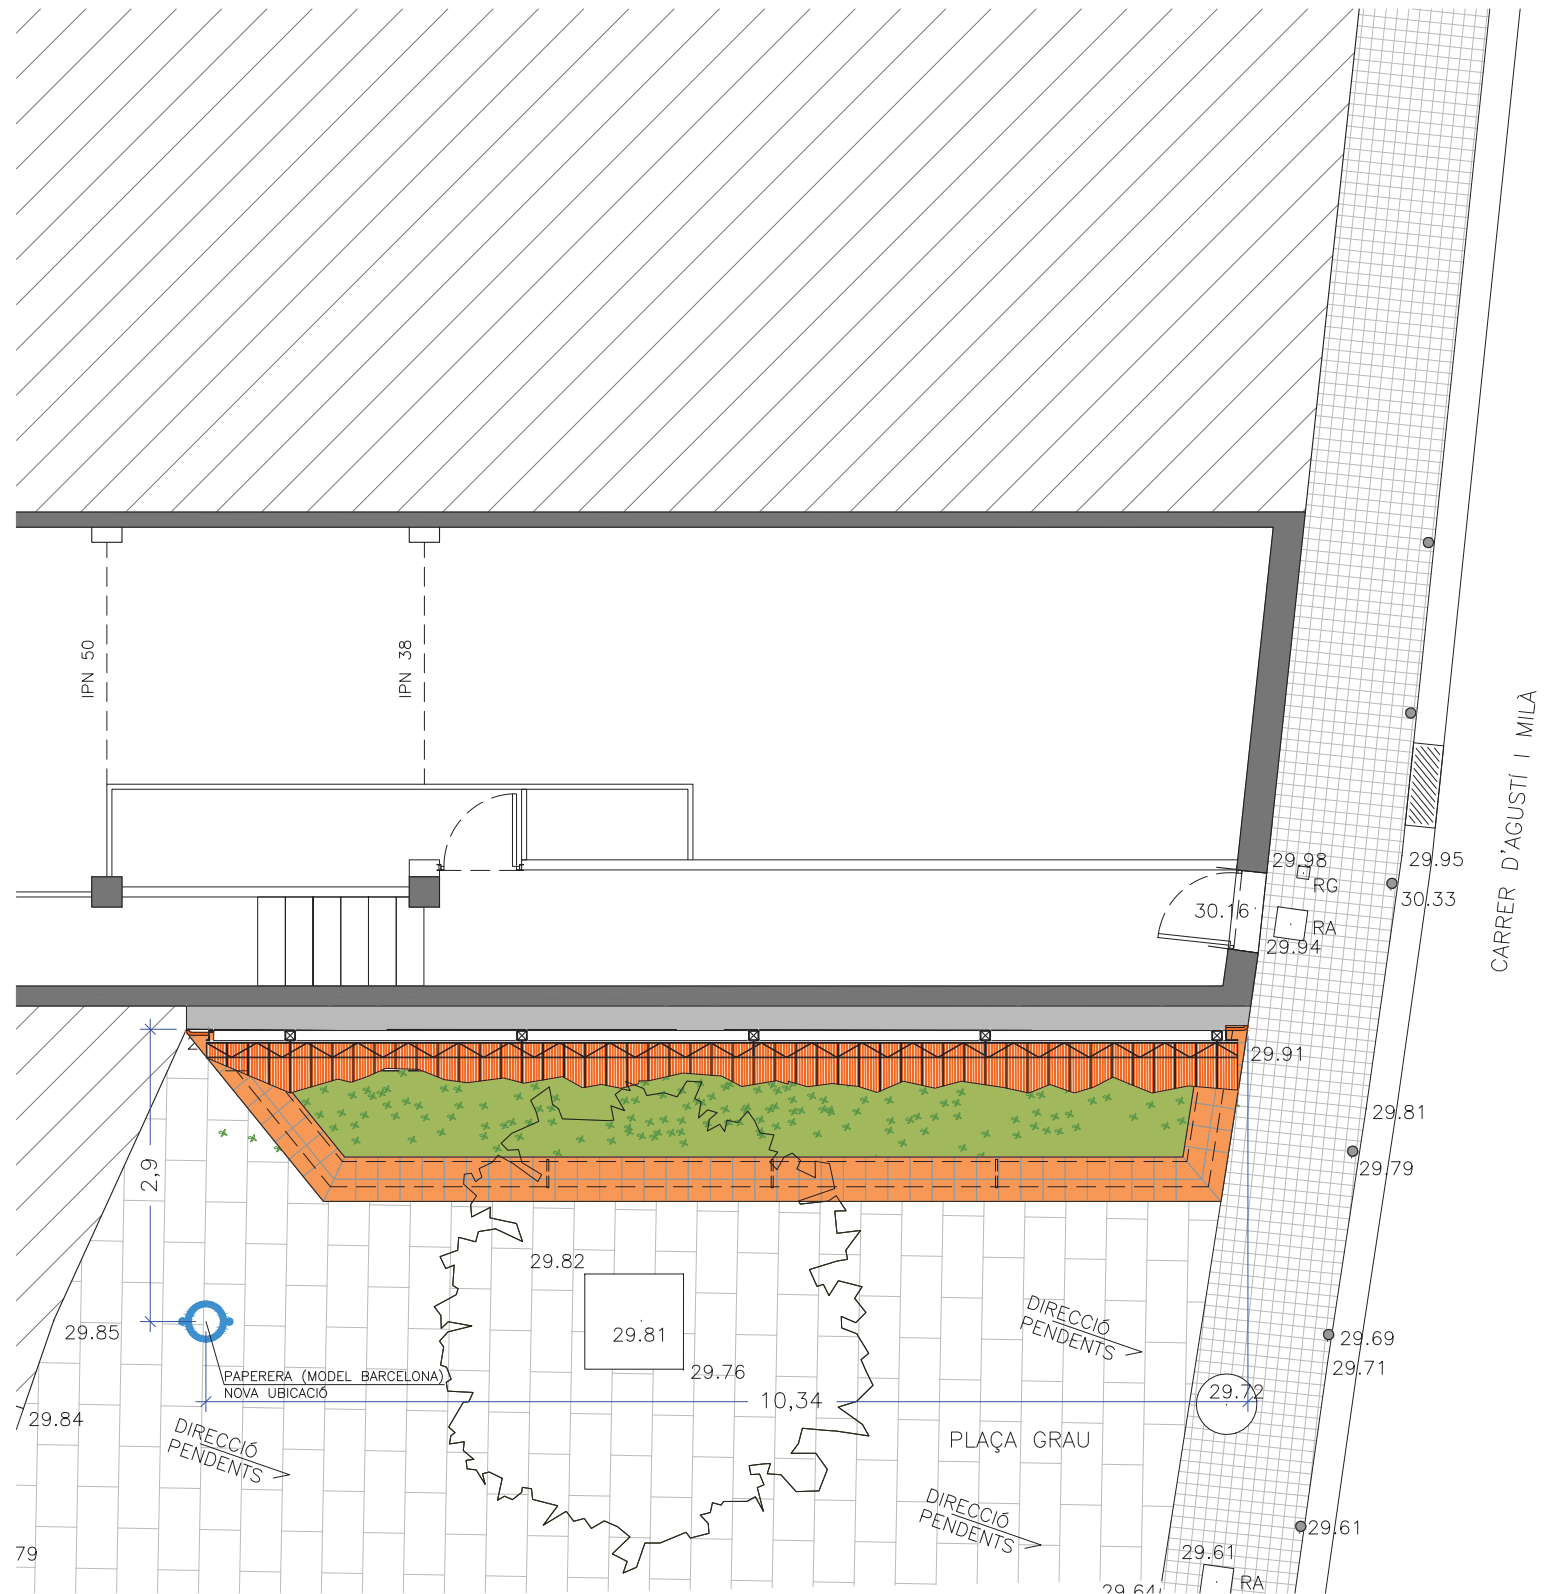 IPN 50
IPN 38
CARRER D'AGUSTÍ I MILÀ
29.98
RG
29.95
30.33
30.16
RA
29.94
29.91
29.81
29.79
2,9
29.82
29.85
29.81
DIRECCIÓ
PENDENTS
29.69
29.71
PAPERERA (MODEL BARCELONA)
NOVA UBICACIÓ
29.76
10,34
29.72
29.84
DIRECCIÓ
PENDENTS
PLAÇA GRAU
DIRECCIÓ
PENDENTS
29.61
79
29.61
RA
29.64